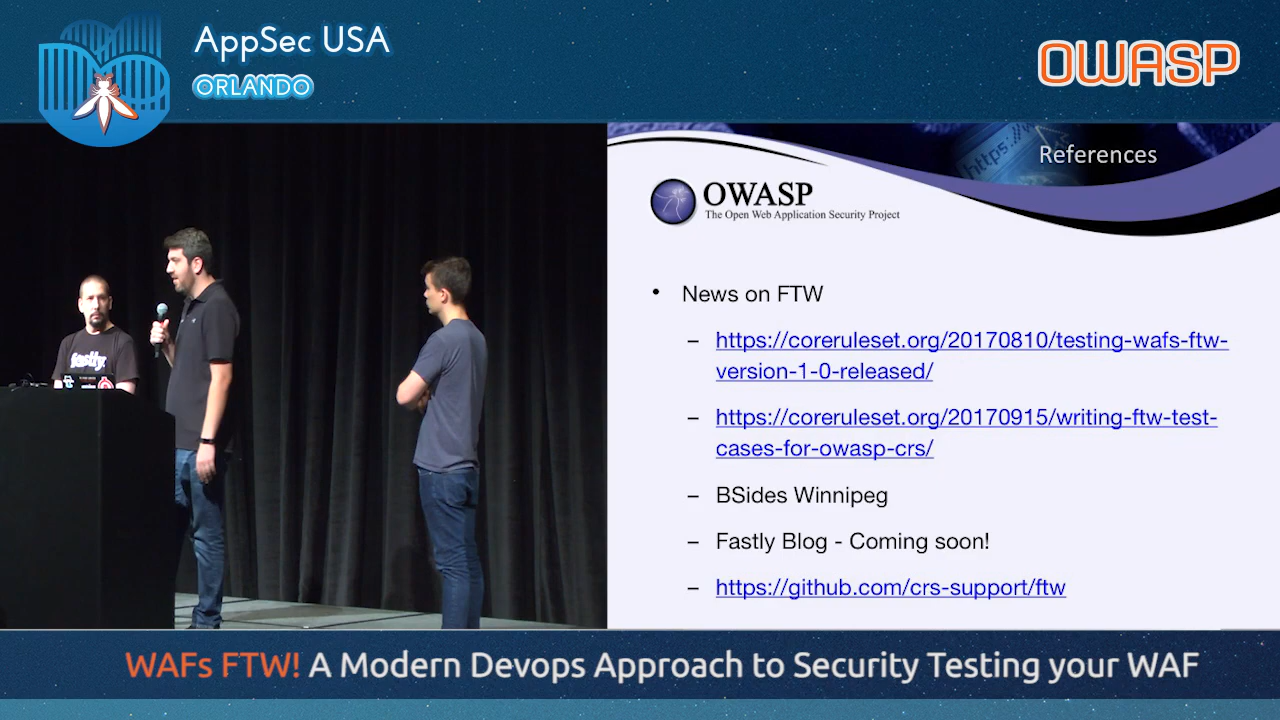 AppSec USA
ORLANDO
OWASP
fastly
References
https://w
OWASP
The Open Web Application Security Project
• News on FTW
– https://coreruleset.org/20170810/testing-wafs-ftw-
version-1-0-released/
– https://coreruleset.org/20170915/writing-ftw-test-
cases-for-owasp-crs/
– BSides Winnipeg
– Fastly Blog - Coming soon!
– https://github.com/crs-support/ftw
WAFs FTW! A Modern Devops Approach to Security Testing your WAF